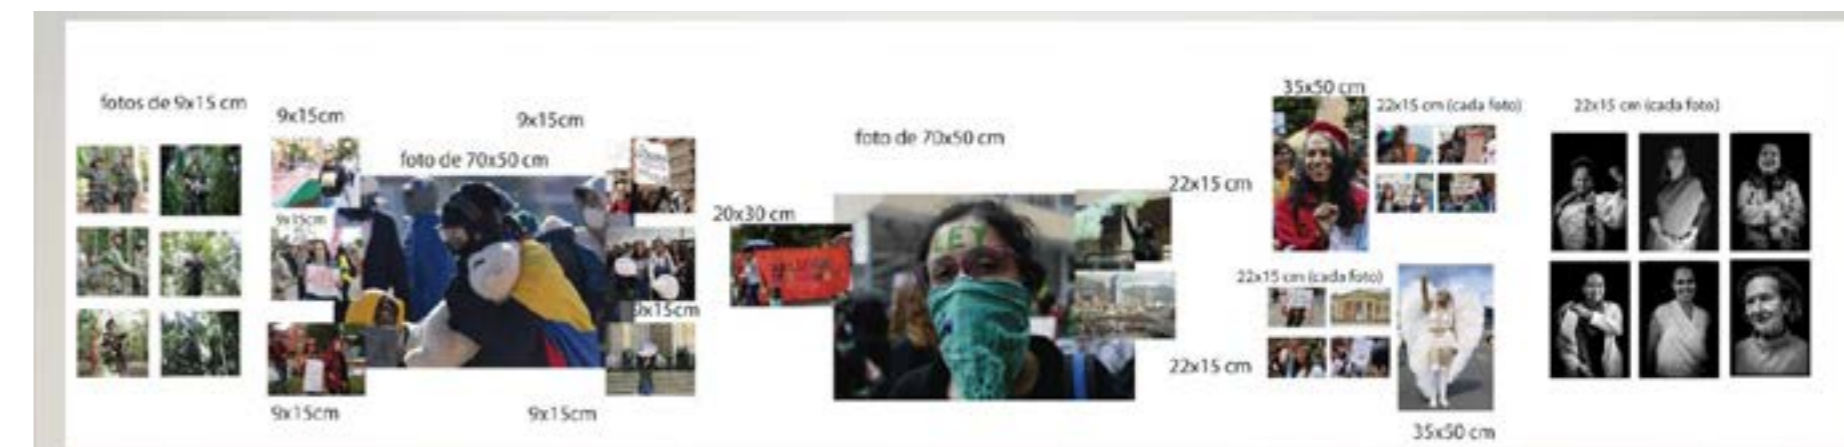 fotos de 9x15 cm
9x15cm
9x15cm
foto de 70x50 cm
9x15cm
9x15cm
9x15cm
9x15cm
foto de 70x50 cm
20x30 cm
22x15 cm
22x15 cm
LEY
35x50 cm
22x15 cm (cada foto)
22x15 cm (cada foto)
35x50 cm
22x15 cm (cada foto)